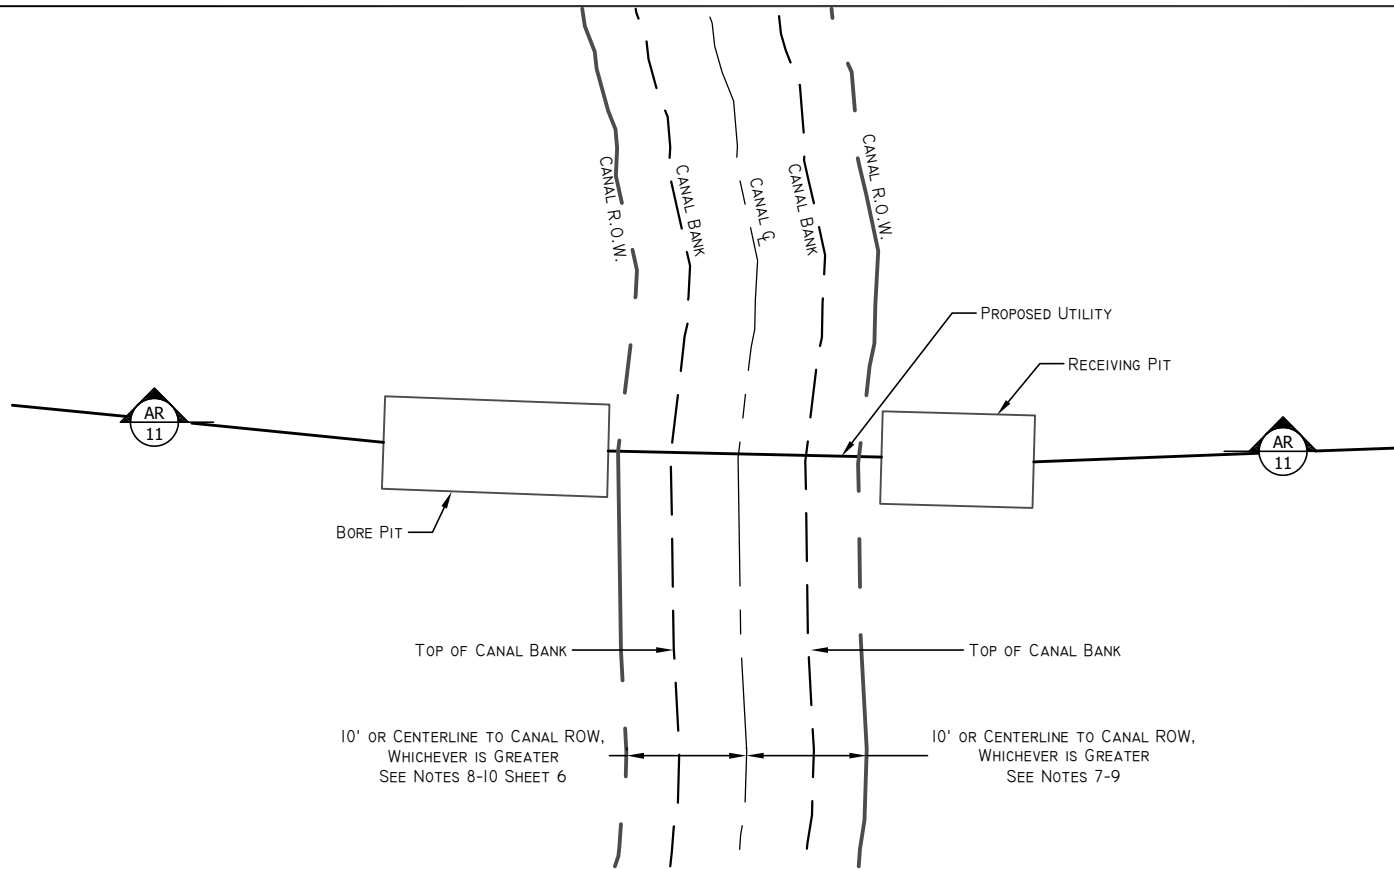 CANAL R.O.W.
CANAL BANK
CANAL ℄
CANAL BANK
CANAL R.O.W.
PROPOSED UTILITY
RECEIVING PIT
AR
11
AR
11
BORE PIT
TOP OF CANAL BANK
TOP OF CANAL BANK
10' OR CENTERLINE TO CANAL ROW,
WHICHEVER IS GREATER
SEE NOTES 8-10 SHEET 6
10' OR CENTERLINE TO CANAL ROW,
WHICHEVER IS GREATER
SEE NOTES 7-9